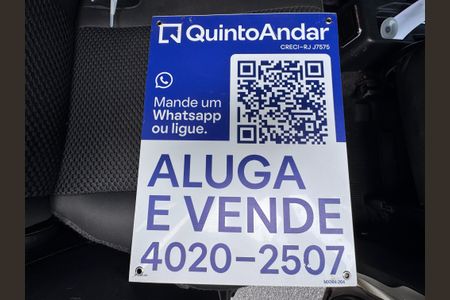 QuintoAndar
CRECI-RJ J7575
Mande um
Whatsapp
ou ligue.
ALUGA
E VENDE
4020-2507